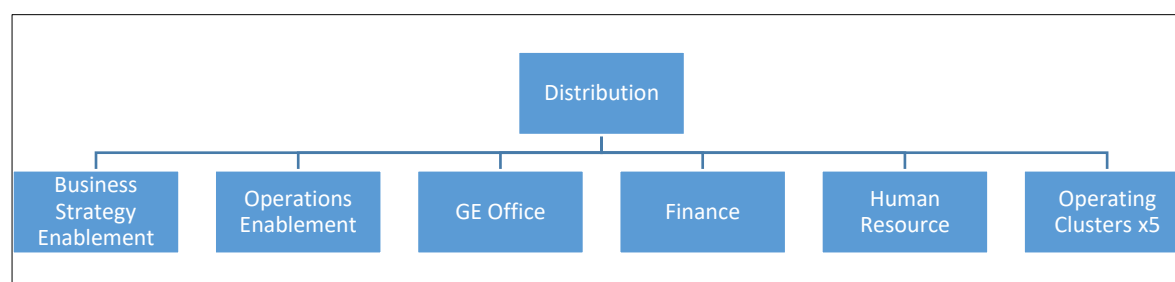 Distribution
Business
Strategy
Enablement
Operations
Enablement
GE Office
Finance
Human
Resource
Operating
Clusters x5